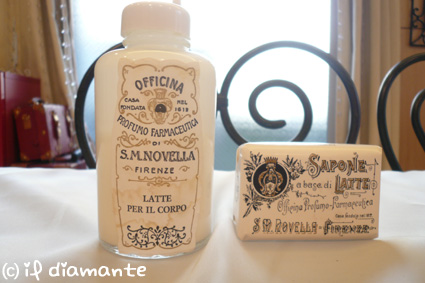 OFFICINA
CASA NEL
FONDATA 1612
PROFUMO FARMACEUTICA
DI
S.M.NOVELLA
FIRENZE
LATTE
PER IL CORPO
SAPONE
a base di
LATTE
Officina Profumo-Farmaceutica
S.M. NOVELLA-FIRENZE
(c) il diamante